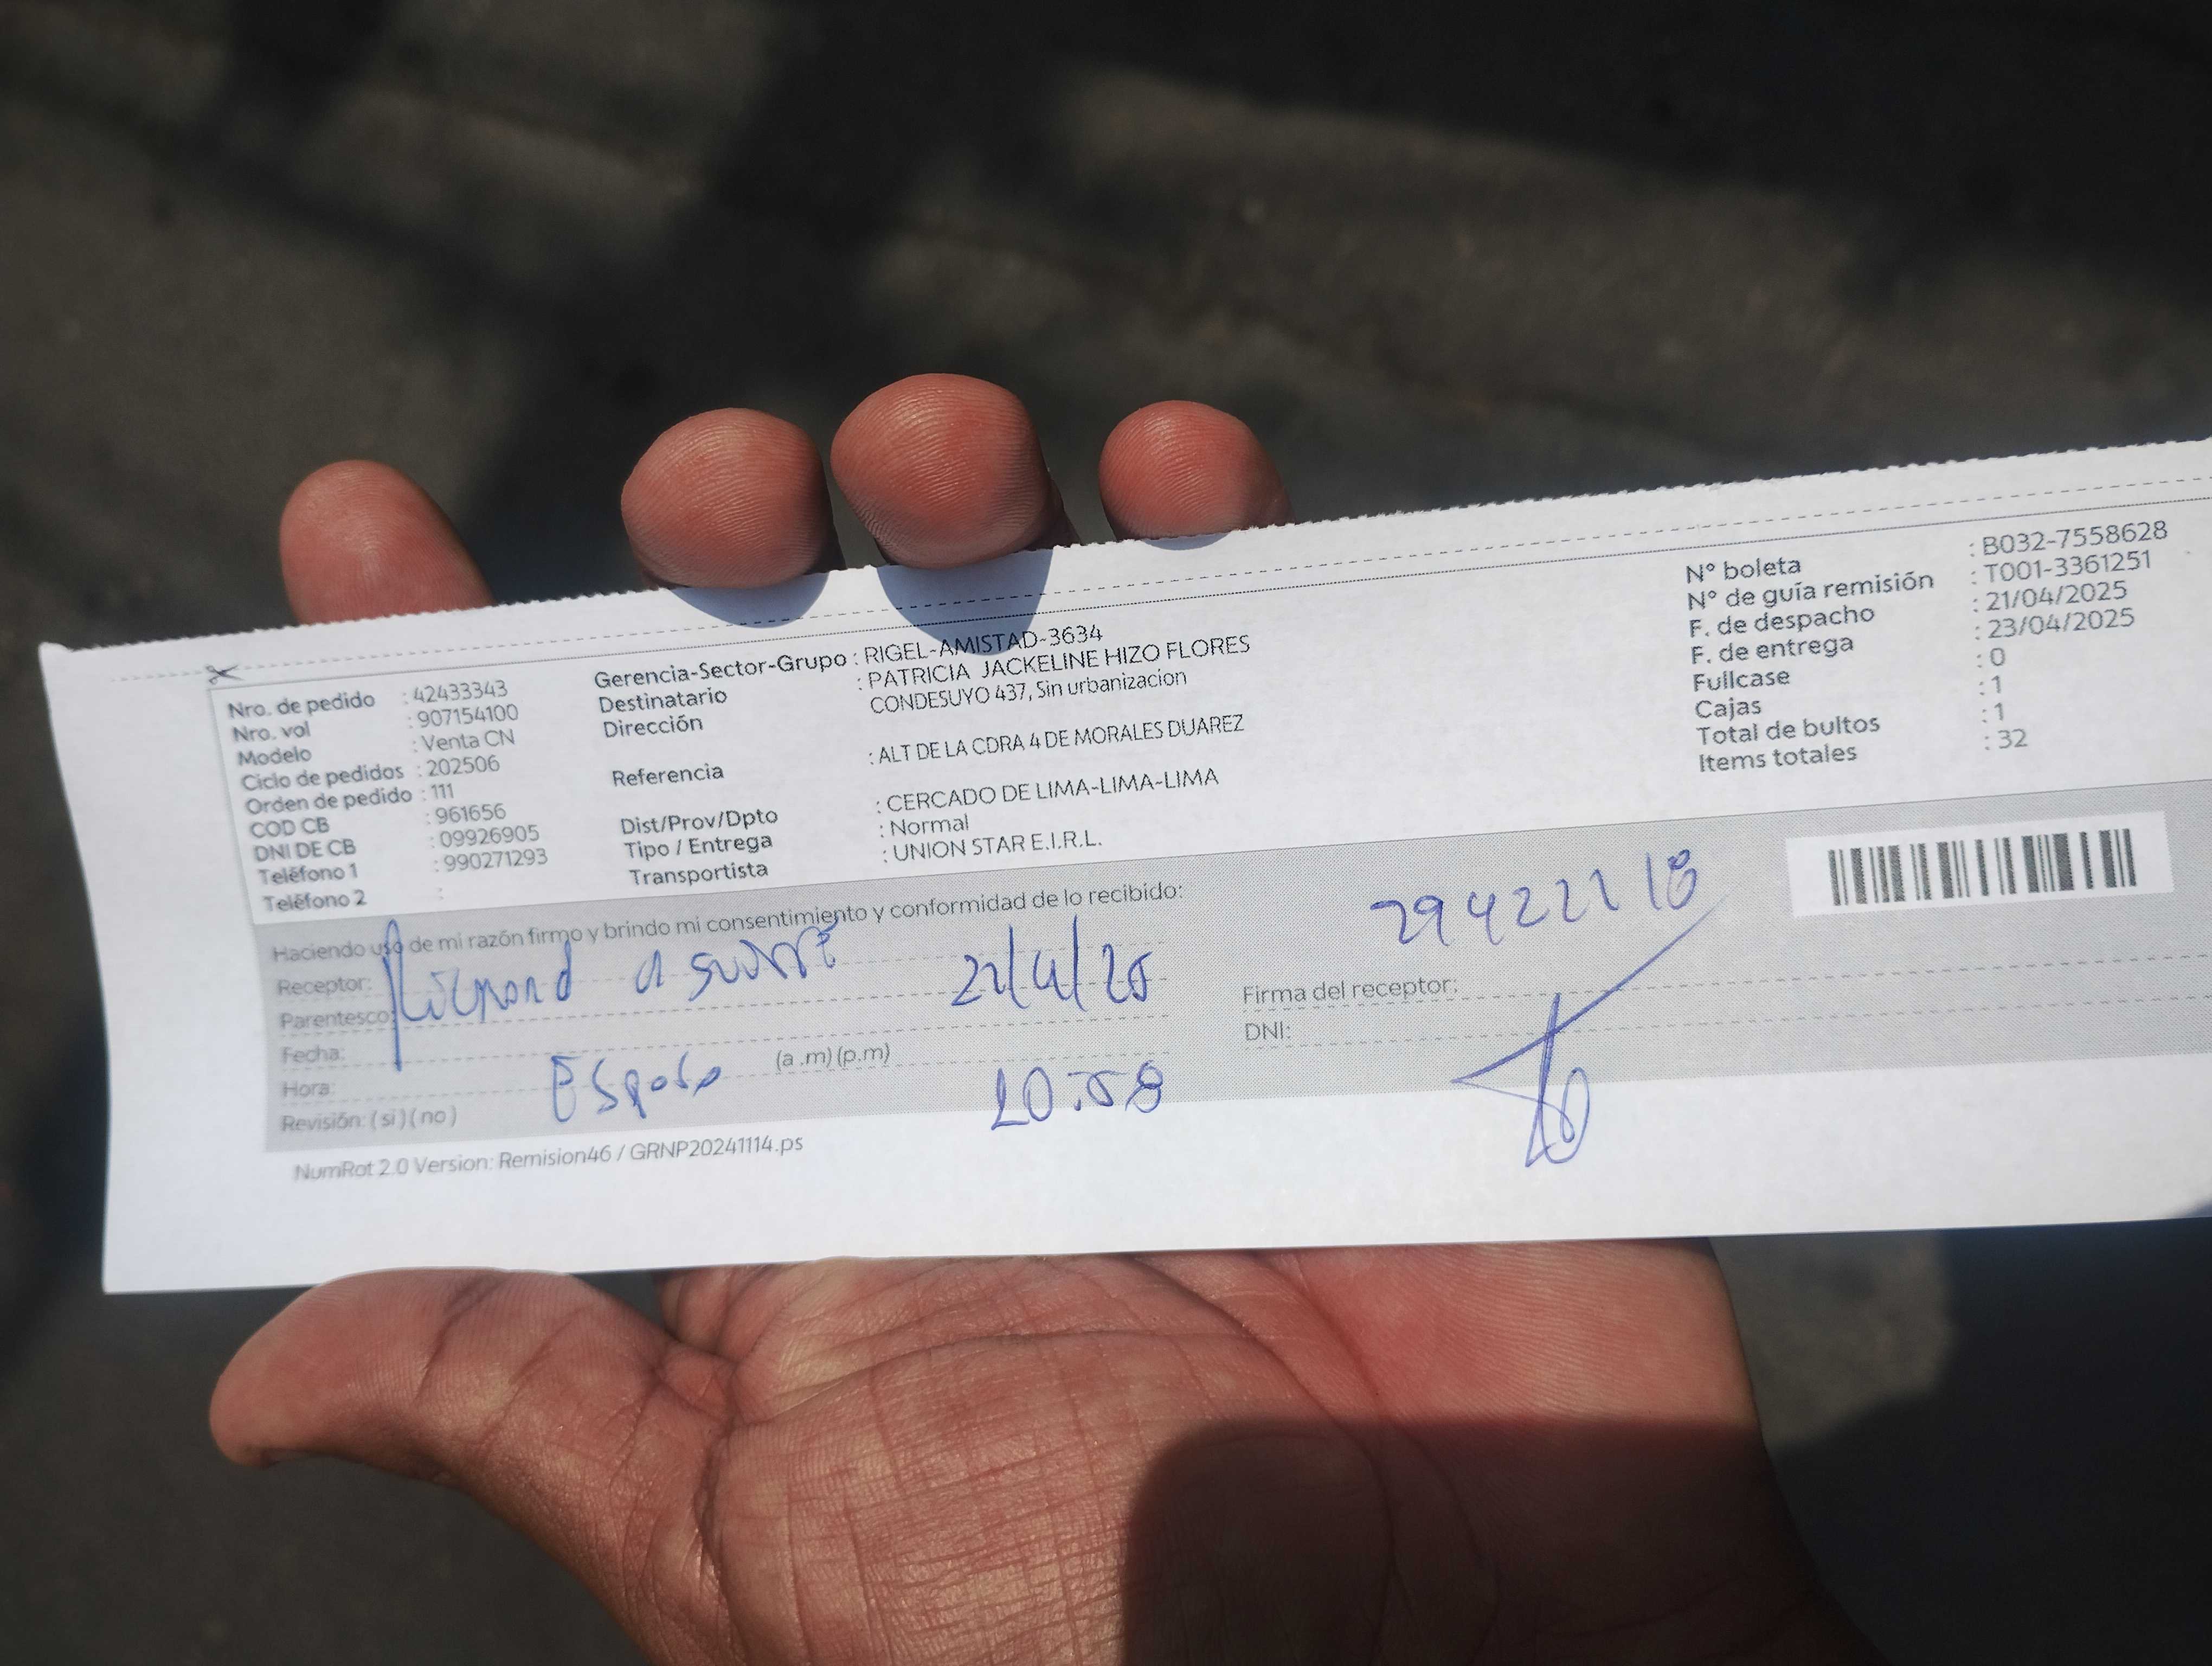 Nro. de pedido : 42433343
Nro. vol : 907154100
Modelo : Venta CN
Ciclo de pedidos : 202506
Orden de pedido : 111
COD CB : 961656
DNI DE CB : 09926905
Teléfono 1 : 990271293
Teléfono 2 :
Gerencia-Sector-Grupo : RIGEL-AMISTAD-3634
Destinatario : PATRICIA JACKELINE HIZO FLORES
Dirección CONDESUYO 437, Sin urbanizacion
Referencia : ALT DE LA CDRA 4 DE MORALES DUAREZ
Dist/Prov/Dpto : CERCADO DE LIMA-LIMA-LIMA
Tipo / Entrega : Normal
Transportista : UNION STAR E.I.R.L.
N° boleta : B032-7558628
N° de guía remisión : T001-3361251
F. de despacho : 21/04/2025
F. de entrega : 23/04/2025
Fullcase : 0
Cajas : 1
Total de bultos : 1
Items totales : 32
Haciendo uso de mi razón firmo y brindo mi consentimiento y conformidad de lo recibido:
Receptor:
Parentesco:
Fecha:
Hora: (a .m) (p.m)
Revisión: ( si ) ( no )
Esposo
Firma del receptor:
DNI:
NumRot 2.0 Version: Remision46 / GRNP20241114.ps